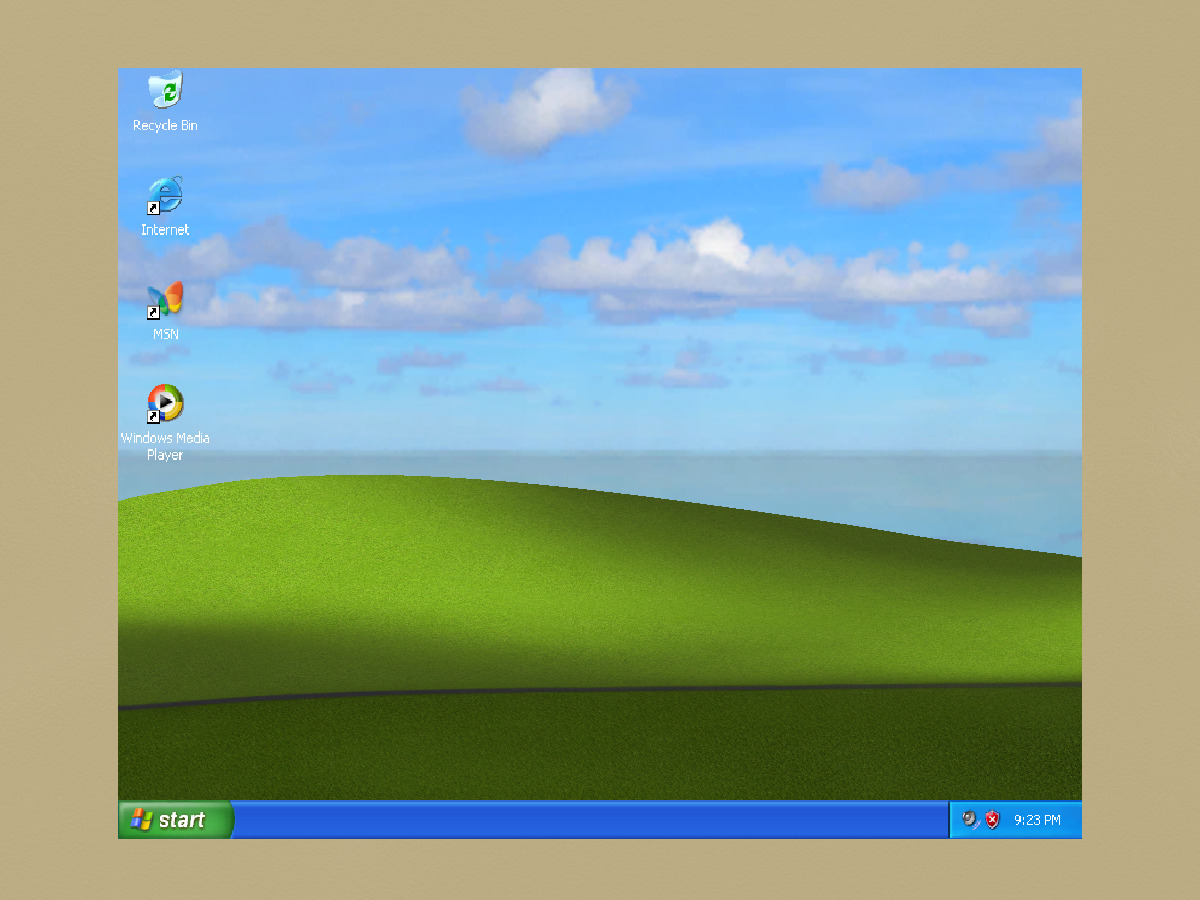 Recycle Bin
Internet
MSN
Windows Media
Player
start
9:23 PM